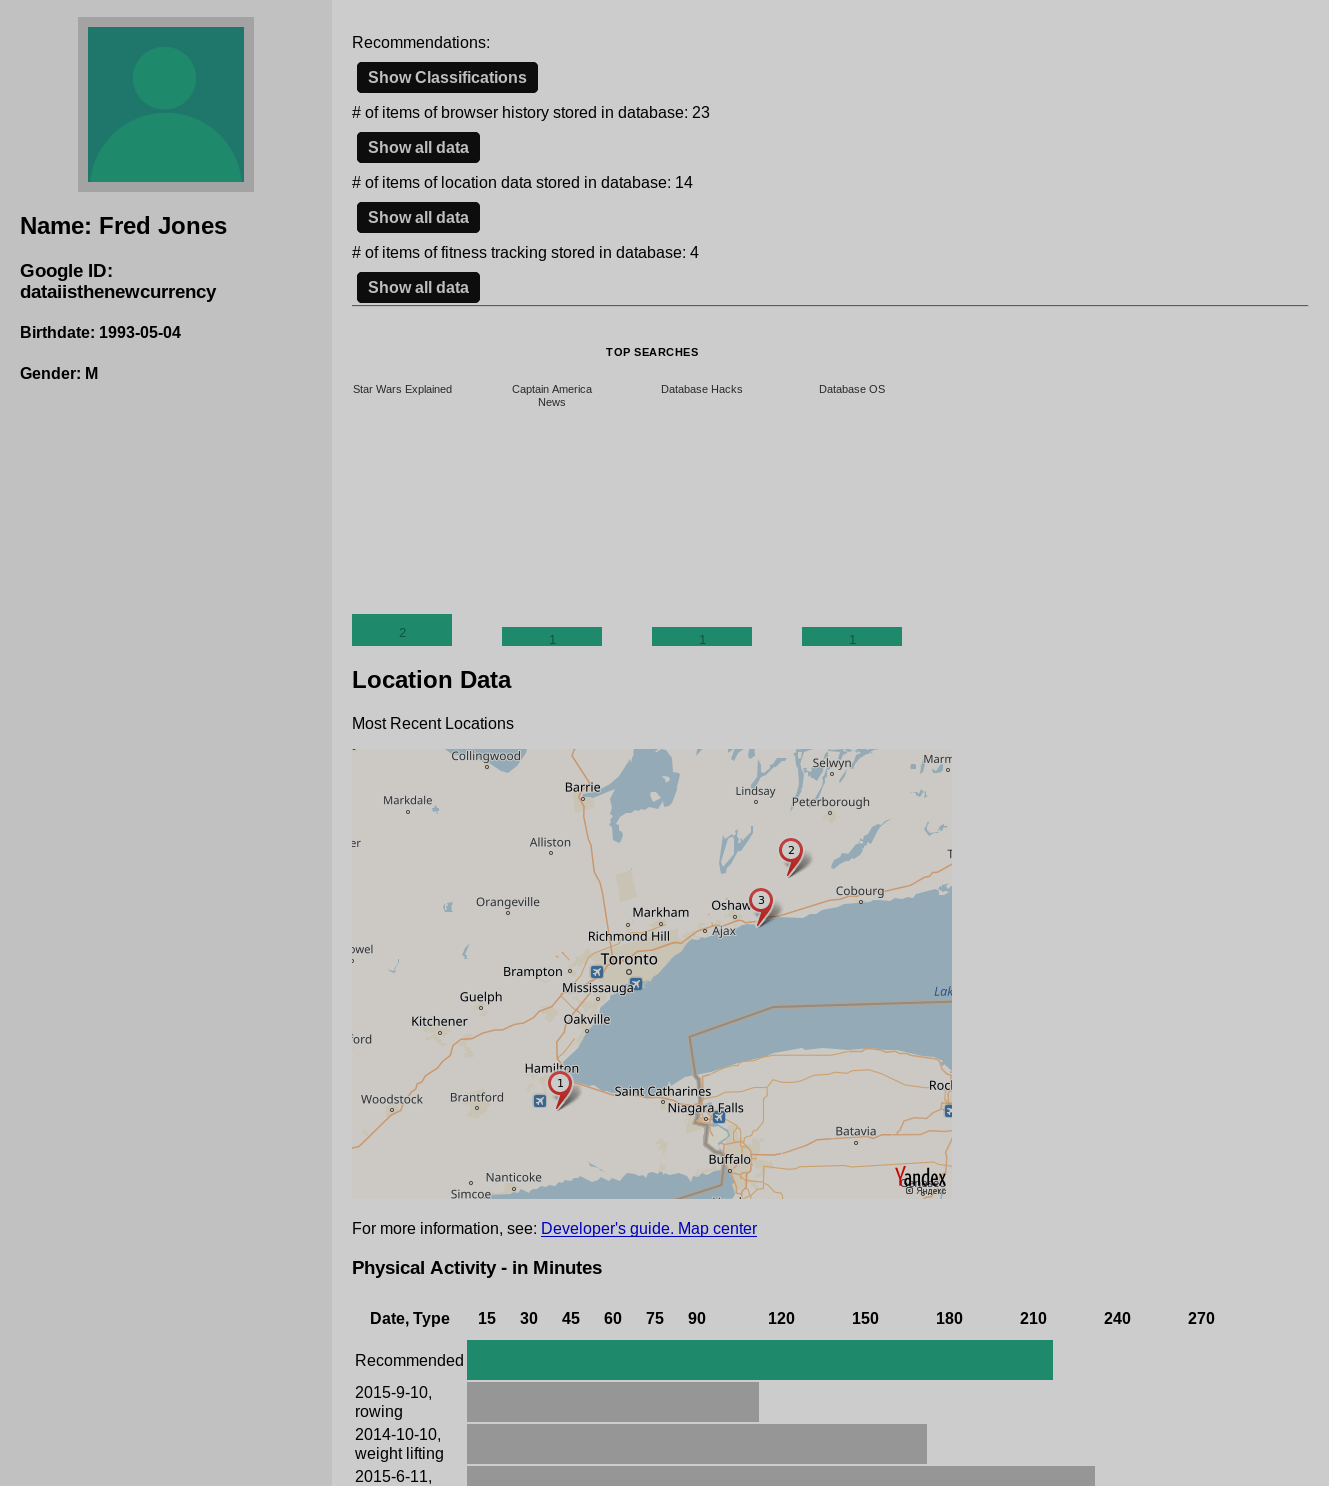 Name: Fred Jones
Google ID:
dataiisthenewcurrency
Birthdate: 1993-05-04
Gender: M
Recommendations:
Show Classifications
# of items of browser history stored in database: 23
Show all data
# of items of location data stored in database: 14
Show all data
# of items of fitness tracking stored in database: 4
Show all data
TOP SEARCHES
Star Wars Explained
Captain America
News
Database Hacks
Database OS
2
1
1
1
Location Data
Most Recent Locations
Collingwood
Selwyn
Marm
Barrie
Lindsay
Markdale
Peterborough
er
Alliston
2
T
Cobourg
Orangeville
3
Oshaw
Markham
Ajax
Richmond Hill
owel
Toronto
Brampton
Mississauga
Lak
Guelph
Kitchener
Oakville
ford
Hamilton
1
Saint Catharines
Roc
Woodstock
Brantford
Niagara Falls
Batavia
Buffalo
Nanticoke
Simcoe
Yandex
© Яндекс
For more information, see: Developer's guide. Map center
Physical Activity - in Minutes
Date, Type 15 30 45 60 75 90 120 150 180 210 240 270
Recommended
2015-9-10,
rowing
2014-10-10,
weight lifting
2015-6-11,